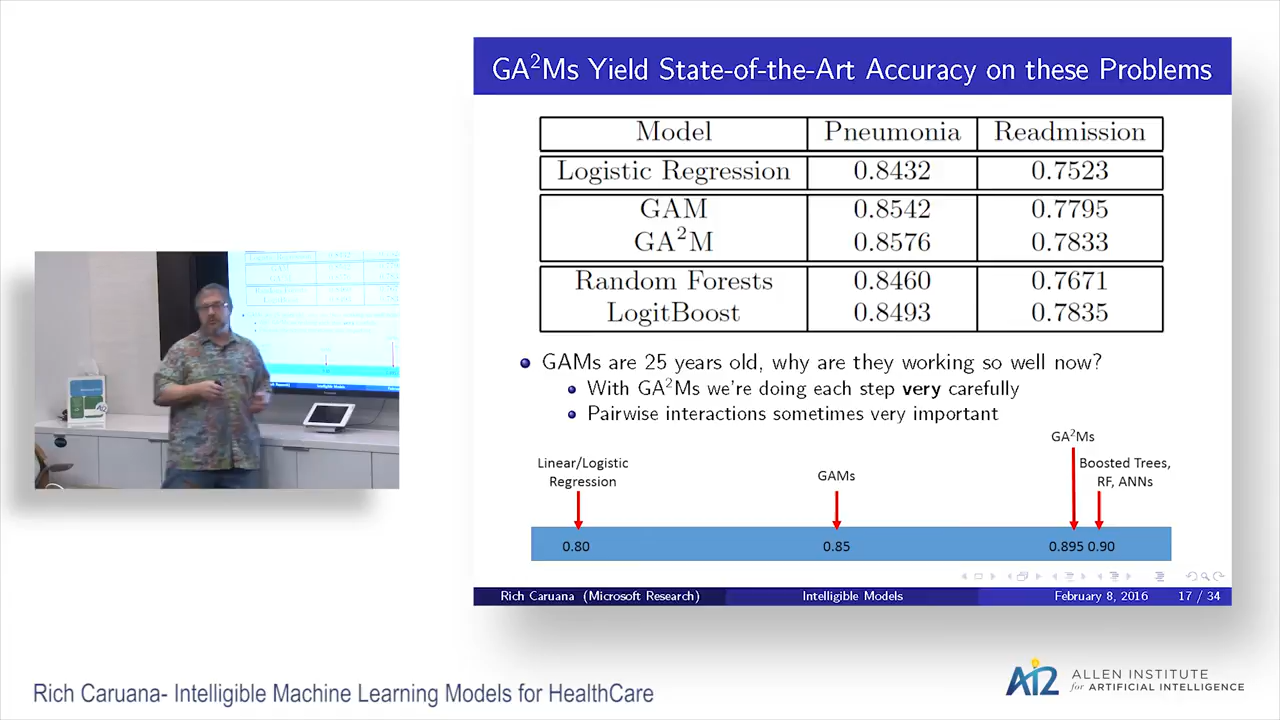 GA²Ms Yield State-of-the-Art Accuracy on these Problems
Model Pneumonia Readmission
Logistic Regression 0.8432 0.7523
GAM 0.8542 0.7795
GA²M 0.8576 0.7833
Random Forests 0.8460 0.7671
LogitBoost 0.8493 0.7835
GAMs are 25 years old, why are they working so well now?
With GA²Ms we're doing each step very carefully
Pairwise interactions sometimes very important
Linear/Logistic
Regression
GAMs
GA²Ms
Boosted Trees,
RF, ANNs
0.80 0.85 0.895 0.90
Rich Caruana (Microsoft Research) Intelligible Models February 8, 2016 17 / 34
Rich Caruana- Intelligible Machine Learning Models for HealthCare
AI2 ALLEN INSTITUTE
for ARTIFICIAL INTELLIGENCE